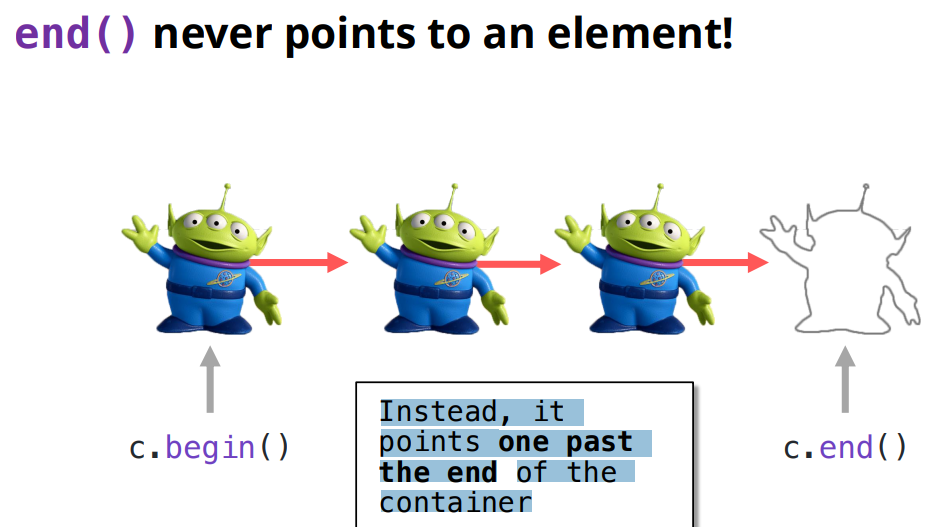 end() never points to an element!
Instead, it
points one past
the end of the
container
c.begin()
c.end()